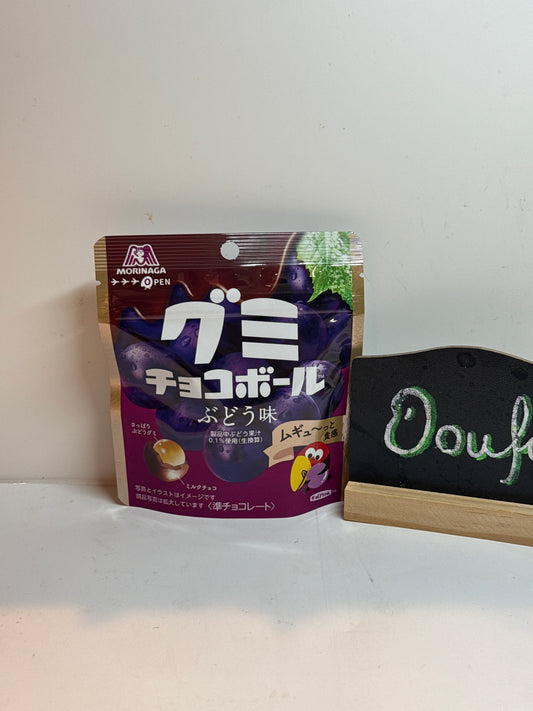 MORINAGA
OPEN
グミ
チョコボール™
ぶどう味
製品中ぶどう果汁
0.1%使用(生換算)
ムギュ〜っと
食感
さっぱり
ぶどうグミ
ミルクチョコ
写真とイラストはイメージです
商品写真は拡大しています〈準チョコレート〉